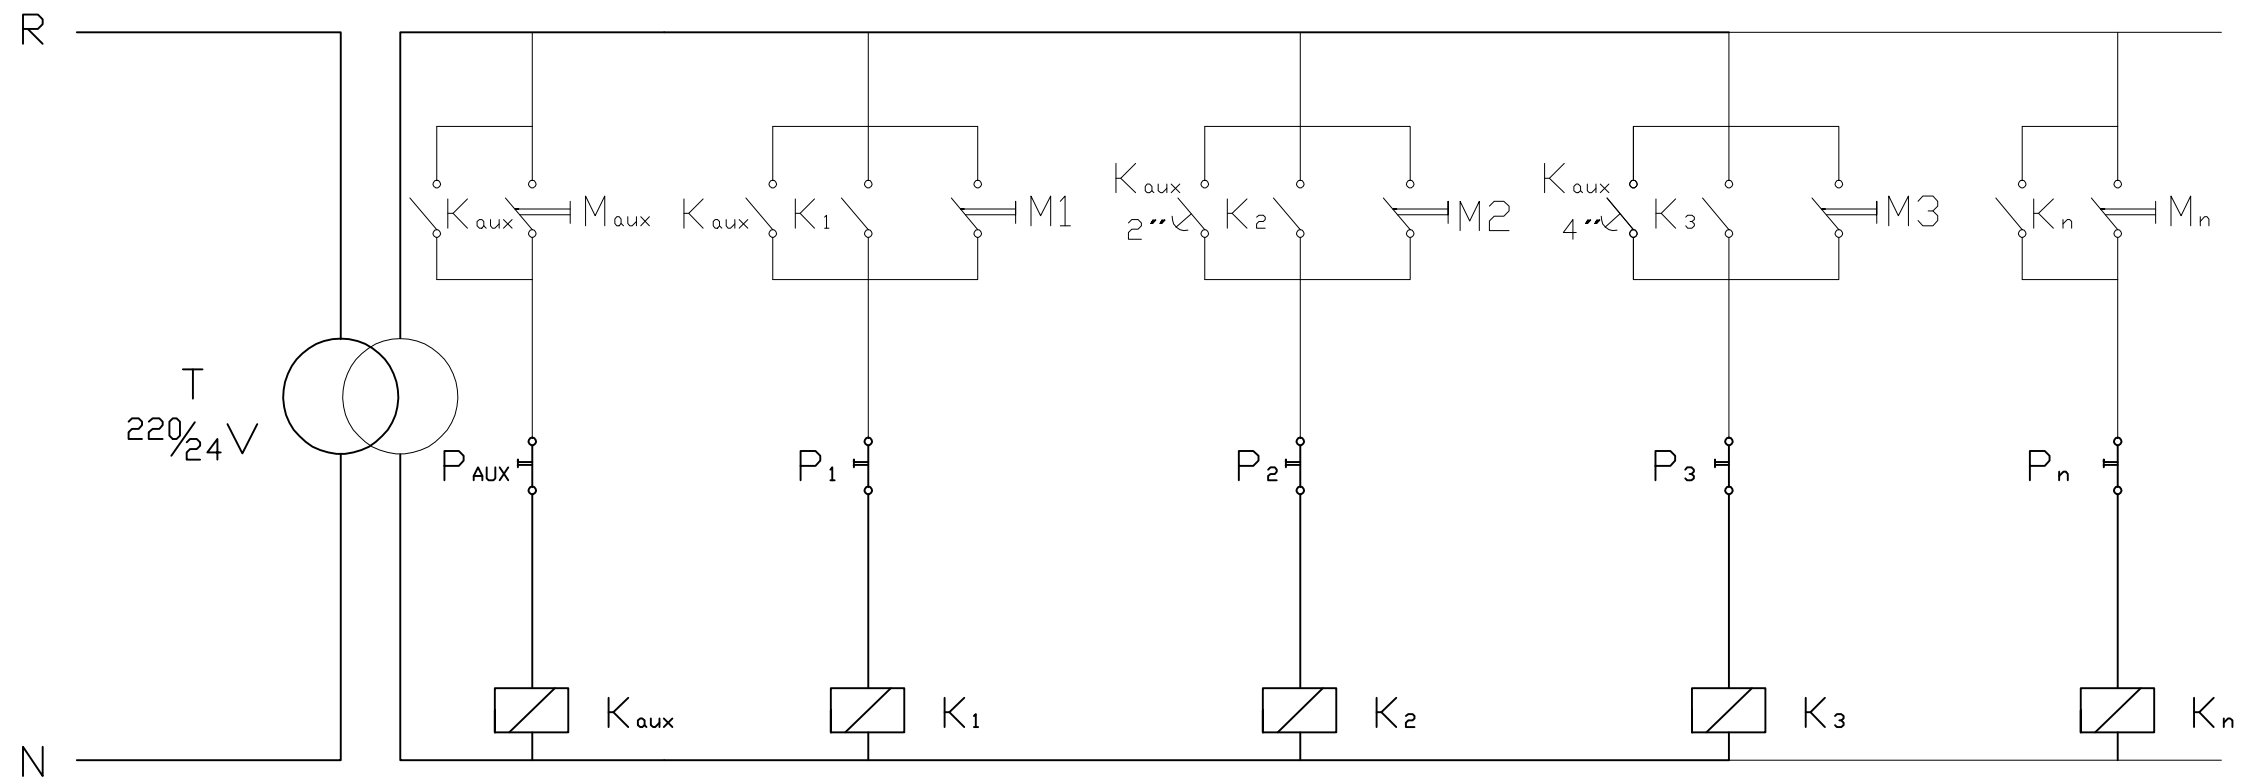 R
Kaux
Kaux
Kaux
Maux
Kaux
K1
M1
2"
K2
M2
4"
K3
M3
Kn
Mn
T
220/24V
PAUX
P1
P2
P3
Pn
Kaux
K1
K2
K3
Kn
N